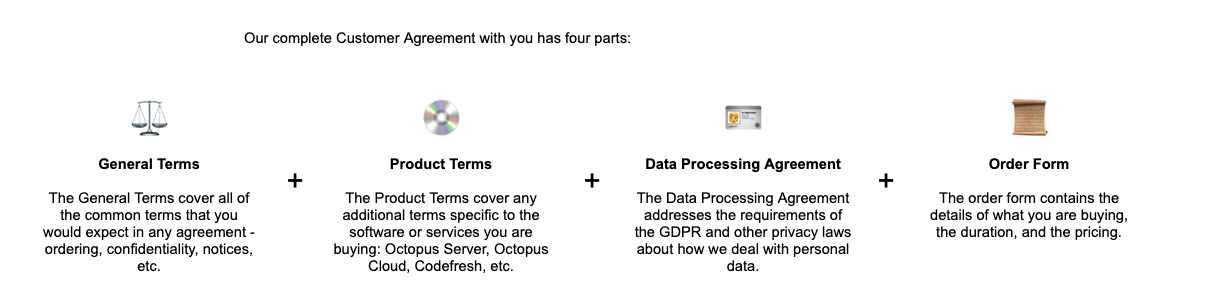 Our complete Customer Agreement with you has four parts:
General Terms
The General Terms cover all of
the common terms that you
would expect in any agreement -
ordering, confidentiality, notices,
etc.
+
Product Terms
The Product Terms cover any
additional terms specific to the
software or services you are
buying: Octopus Server, Octopus
Cloud, Codefresh, etc.
+
Data Processing Agreement
The Data Processing Agreement
addresses the requirements of
the GDPR and other privacy laws
about how we deal with personal
data.
+
Order Form
The order form contains the
details of what you are buying,
the duration, and the pricing.